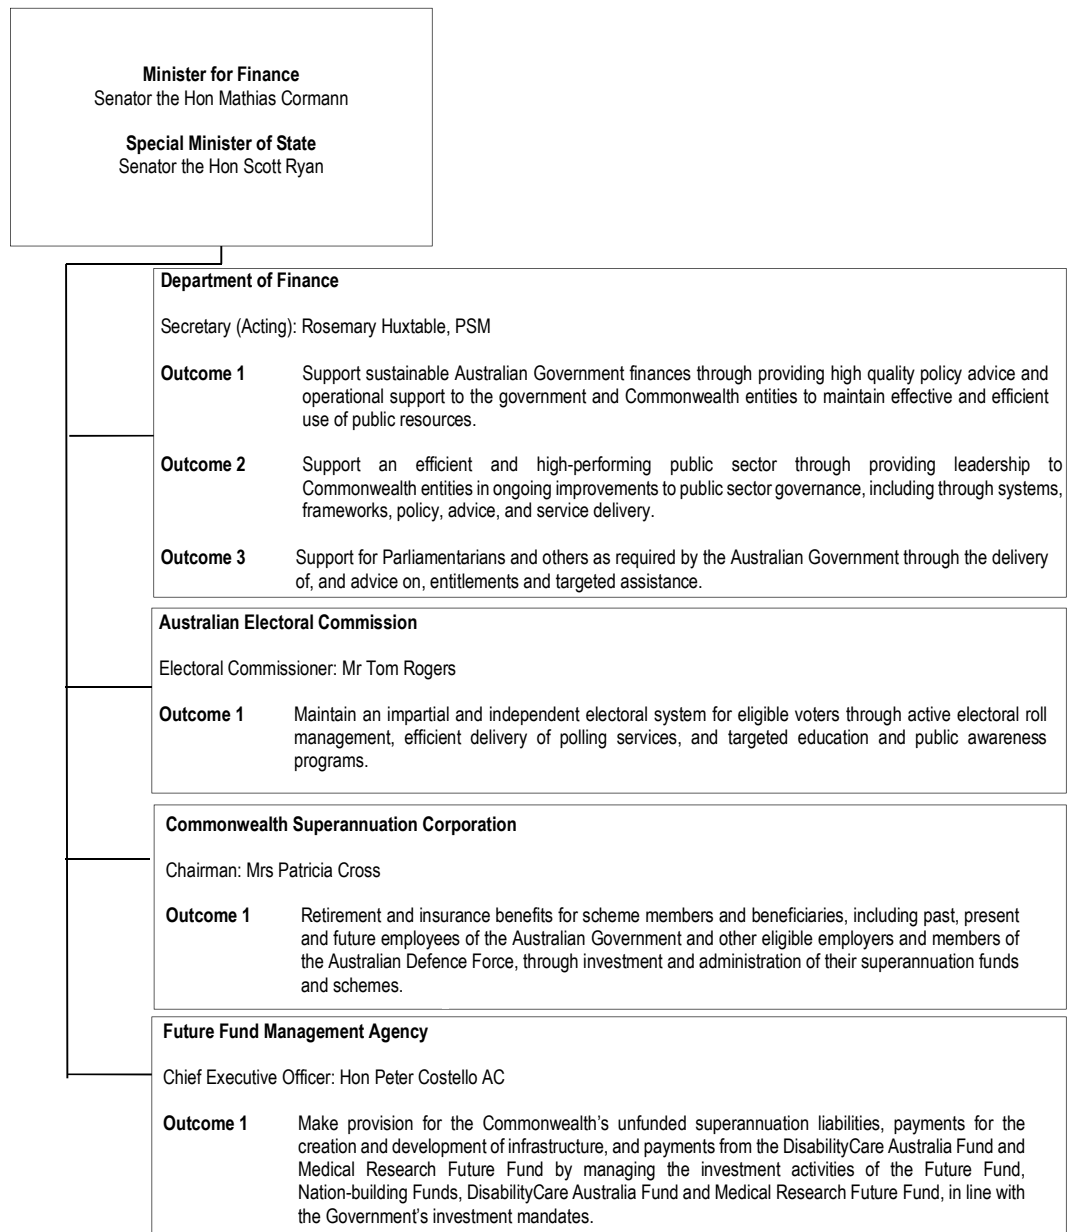 Minister for Finance
Senator the Hon Mathias Cormann
Special Minister of State
Senator the Hon Scott Ryan
Department of Finance
Secretary (Acting): Rosemary Huxtable, PSM
Outcome 1 Support sustainable Australian Government finances through providing high quality policy advice and
operational support to the government and Commonwealth entities to maintain effective and efficient
use of public resources.
Outcome 2 Support an efficient and high-performing public sector through providing leadership to
Commonwealth entities in ongoing improvements to public sector governance, including through systems,
frameworks, policy, advice, and service delivery.
Outcome 3 Support for Parliamentarians and others as required by the Australian Government through the delivery
of, and advice on, entitlements and targeted assistance.
Australian Electoral Commission
Electoral Commissioner: Mr Tom Rogers
Outcome 1 Maintain an impartial and independent electoral system for eligible voters through active electoral roll
management, efficient delivery of polling services, and targeted education and public awareness
programs.
Commonwealth Superannuation Corporation
Chairman: Mrs Patricia Cross
Outcome 1 Retirement and insurance benefits for scheme members and beneficiaries, including past, present
and future employees of the Australian Government and other eligible employers and members of
the Australian Defence Force, through investment and administration of their superannuation funds
and schemes.
Future Fund Management Agency
Chief Executive Officer: Hon Peter Costello AC
Outcome 1 Make provision for the Commonwealth's unfunded superannuation liabilities, payments for the
creation and development of infrastructure, and payments from the DisabilityCare Australia Fund and
Medical Research Future Fund by managing the investment activities of the Future Fund,
Nation-building Funds, DisabilityCare Australia Fund and Medical Research Future Fund, in line with
the Government's investment mandates.